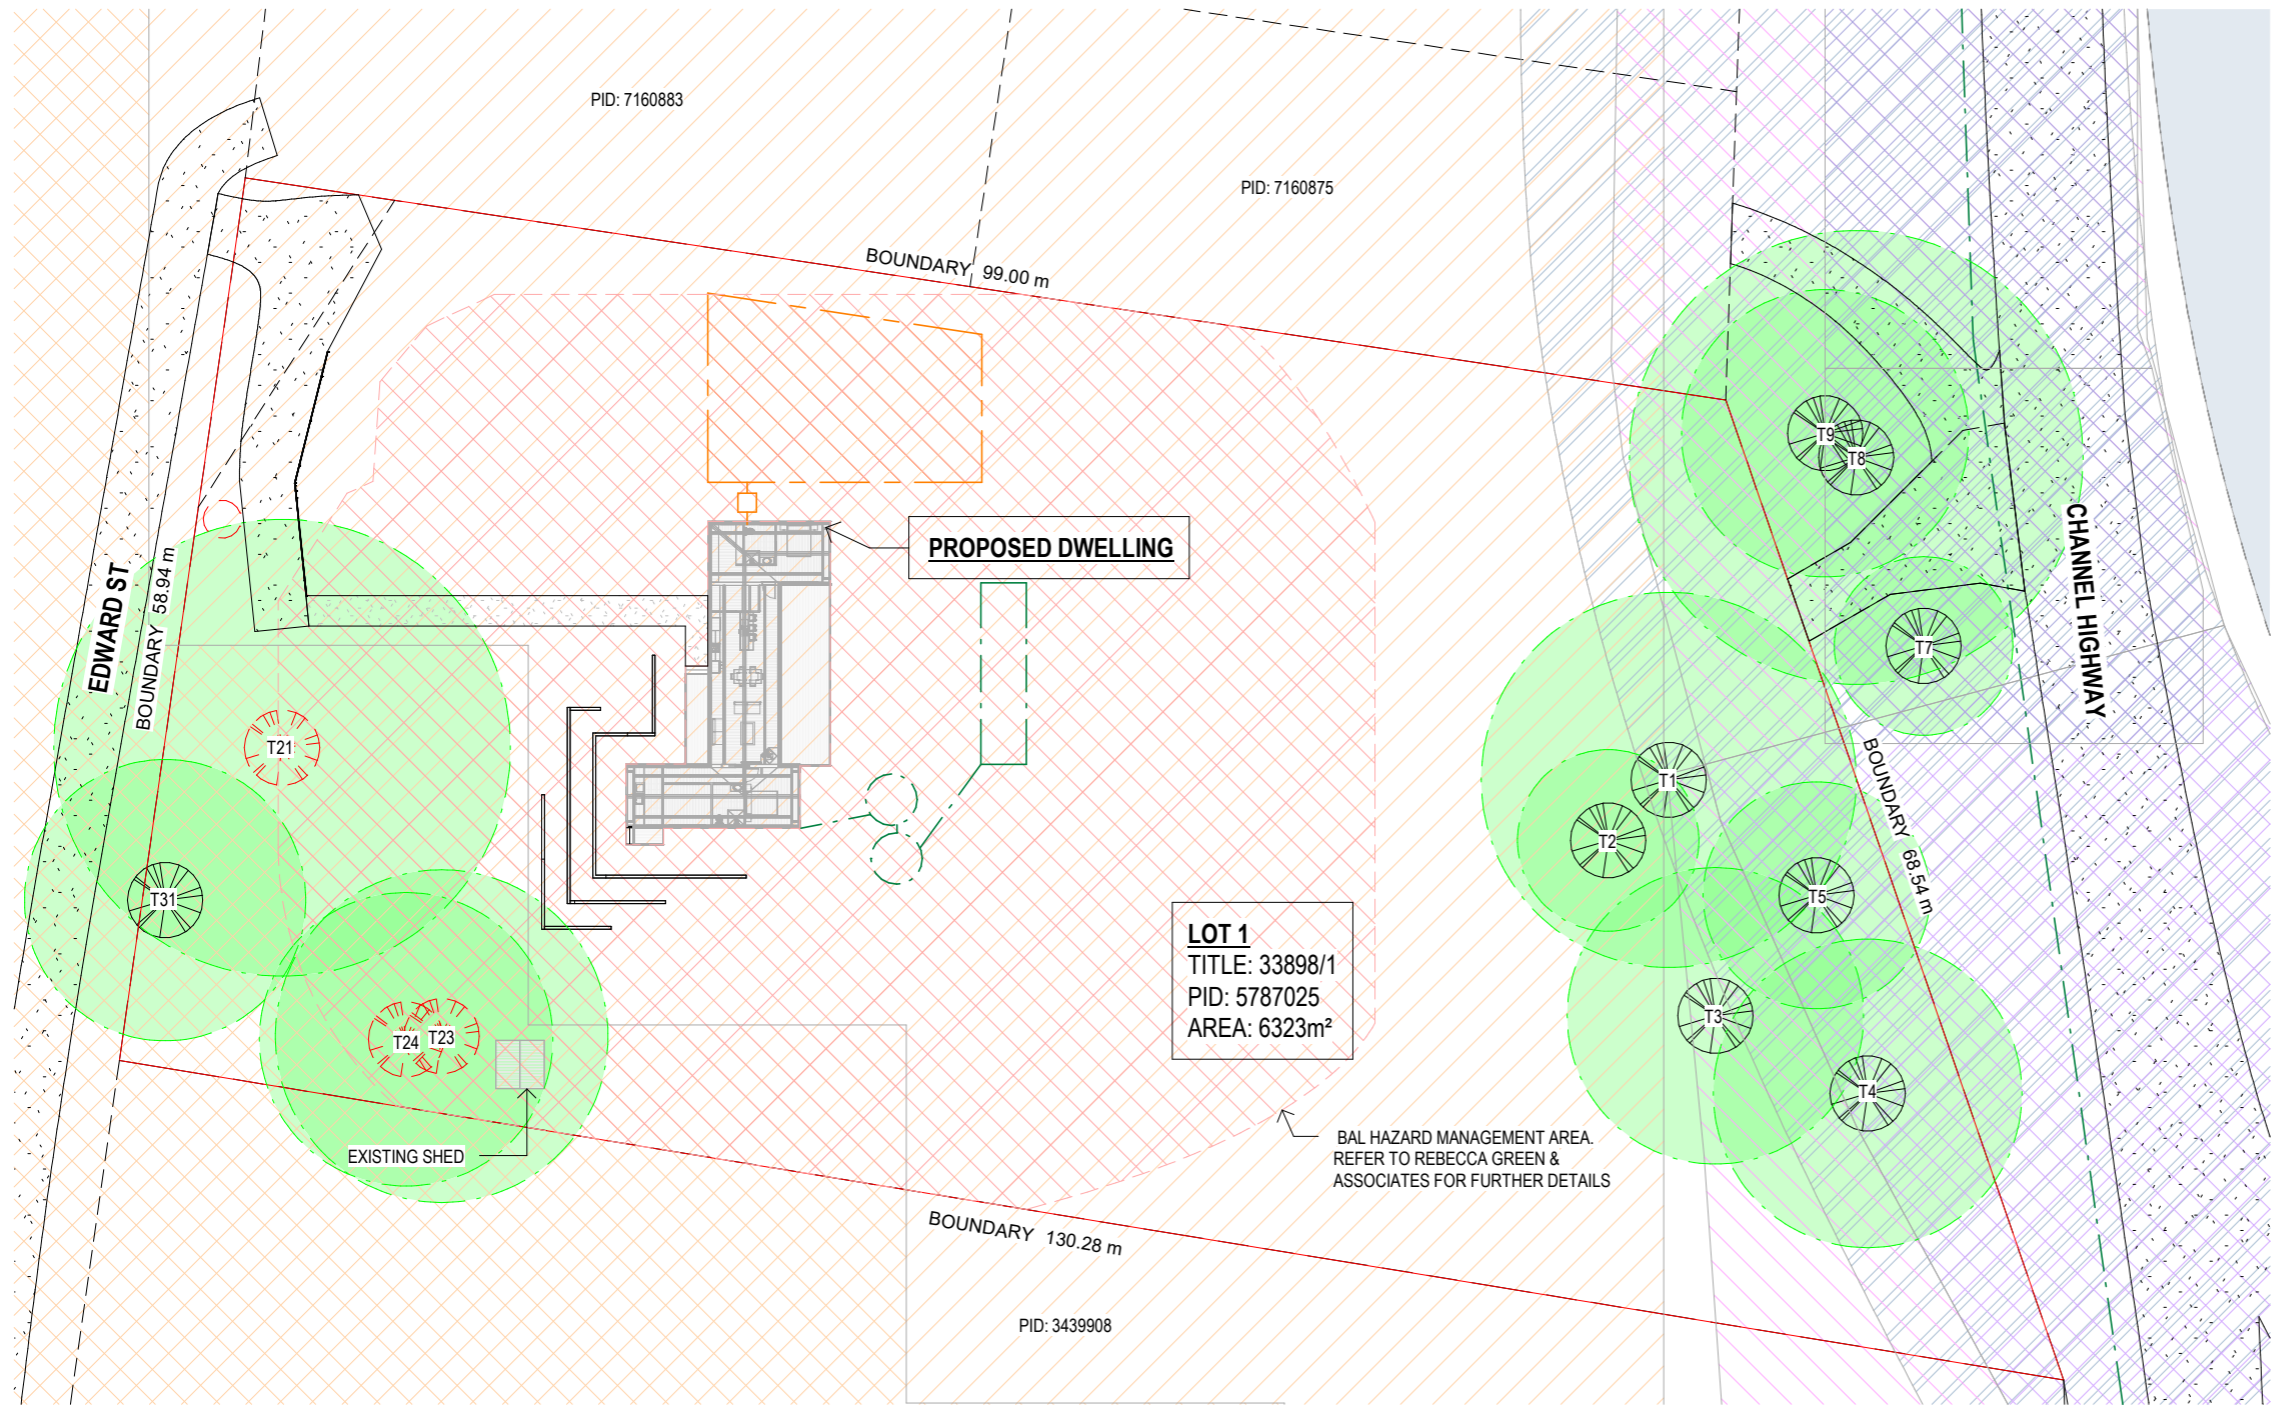 PID: 7160883
PID: 7160875
BOUNDARY 99.00 m
PROPOSED DWELLING
EDWARD ST
BOUNDARY 58.94 m
CHANNEL HIGHWAY
BOUNDARY 68.54 m
T9
T8
T7
T1
T2
T5
T3
T4
T21
T31
T24
T23
LOT 1
TITLE: 33898/1
PID: 5787025
AREA: 6323m²
EXISTING SHED
BAL HAZARD MANAGEMENT AREA.
REFER TO REBECCA GREEN &
ASSOCIATES FOR FURTHER DETAILS
BOUNDARY 130.28 m
PID: 3439908